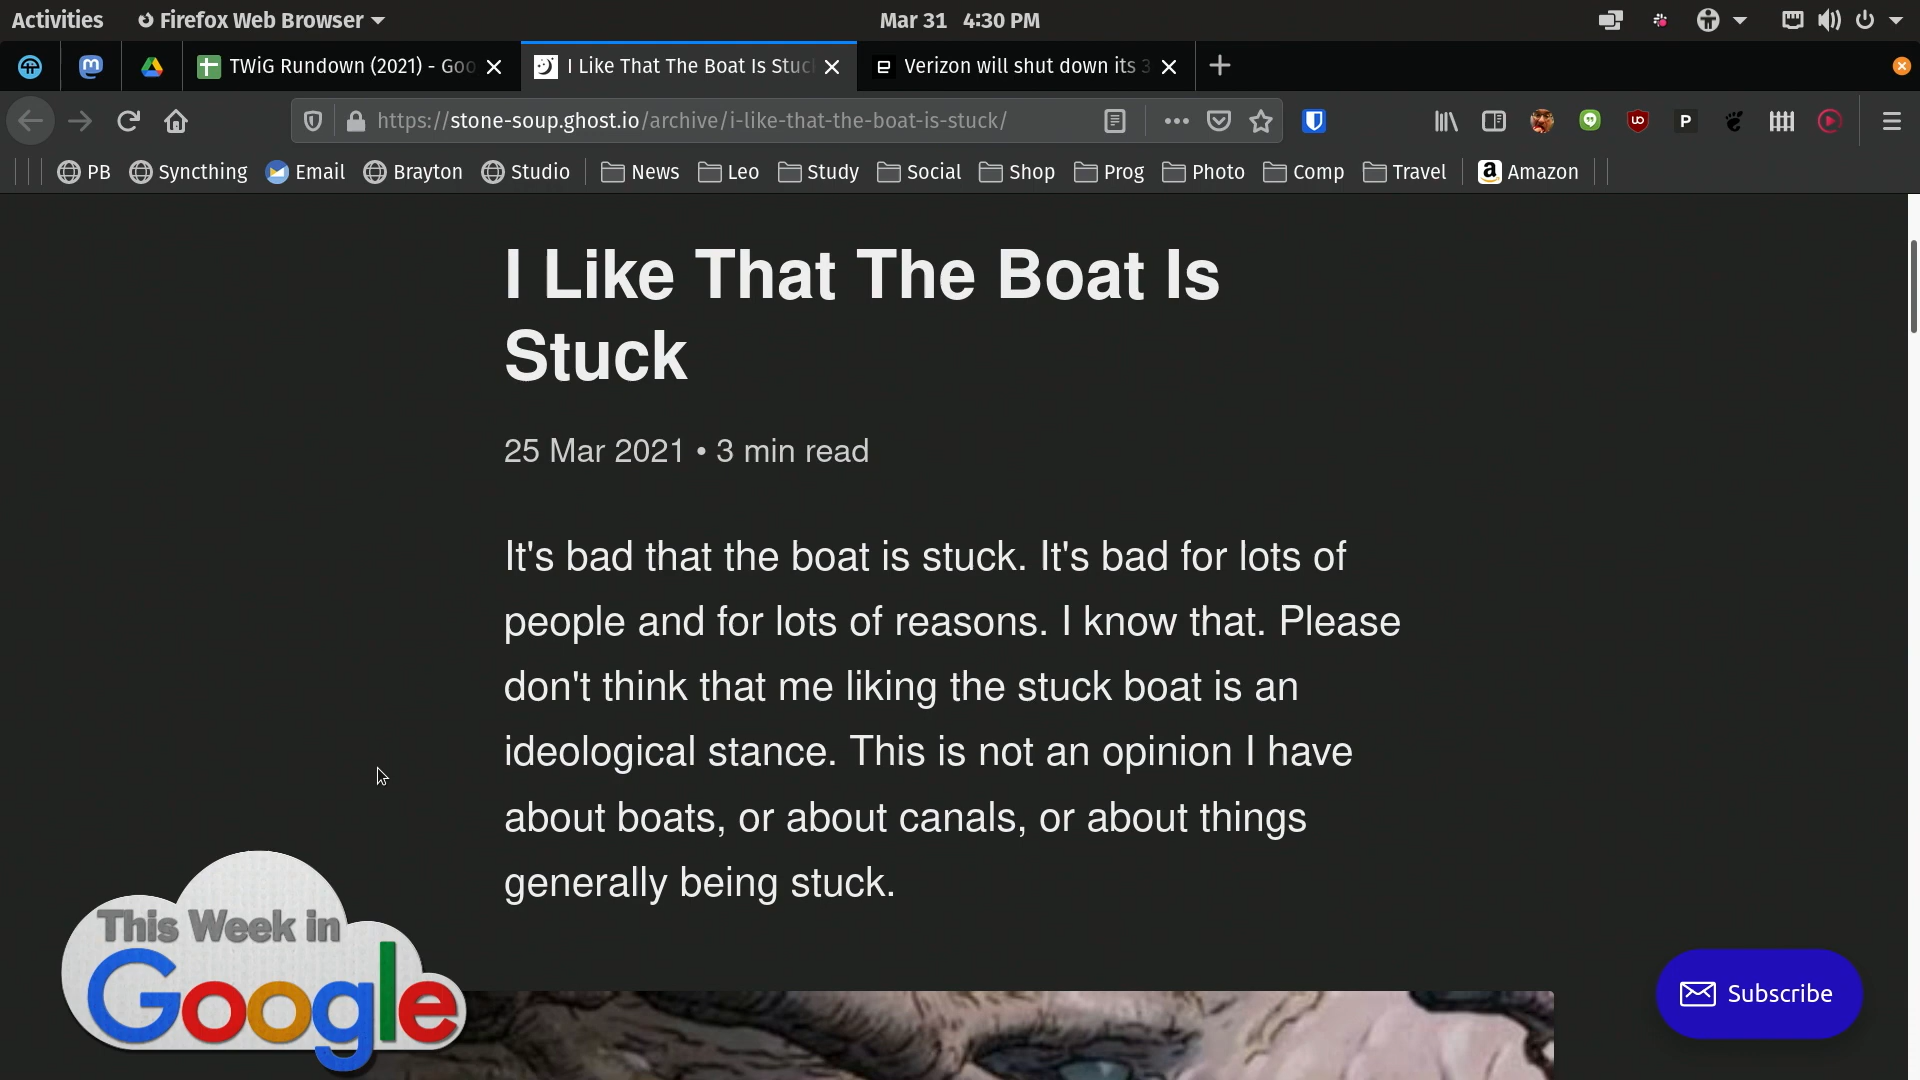 Activities Firefox Web Browser Mar 31 4:30 PM
TWiG Rundown (2021) - Goo I Like That The Boat Is Stuc Verizon will shut down its 3
https://stone-soup.ghost.io/archive/i-like-that-the-boat-is-stuck/
PB Syncthing Email Brayton Studio News Leo Study Social Shop Prog Photo Comp Travel Amazon
I Like That The Boat Is
Stuck
25 Mar 2021 • 3 min read
It's bad that the boat is stuck. It's bad for lots of
people and for lots of reasons. I know that. Please
don't think that me liking the stuck boat is an
ideological stance. This is not an opinion I have
about boats, or about canals, or about things
generally being stuck.
This Week in
Google
Subscribe